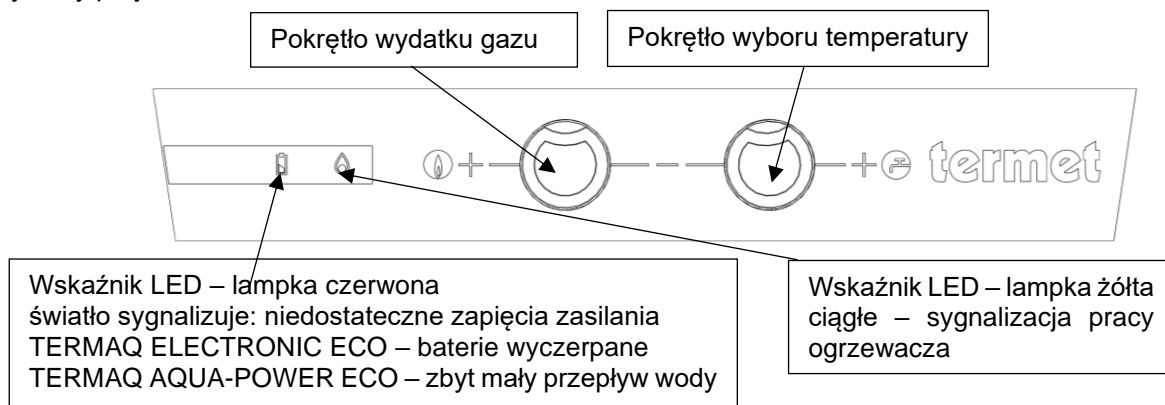 Pokrętło wydatku gazu
Pokrętło wyboru temperatury
termet
Wskaźnik LED – lampka czerwona
światło sygnalizuje: niedostateczne zapięcia zasilania
TERMAQ ELECTRONIC ECO – baterie wyczerpane
TERMAQ AQUA-POWER ECO – zbyt mały przepływ wody
Wskaźnik LED – lampka żółta
ciągłe – sygnalizacja pracy
ogrzewacza